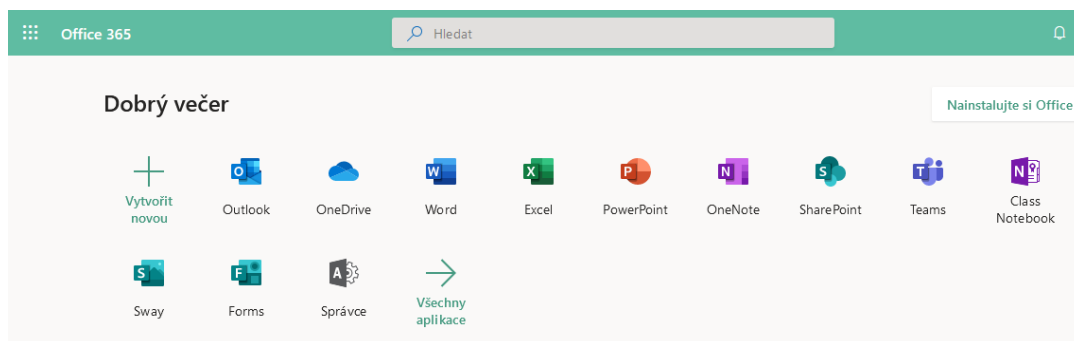 Office 365
Hledat
Dobrý večer
Nainstalujte si Office
Vytvořit
novou
Outlook
OneDrive
Word
Excel
PowerPoint
OneNote
SharePoint
Teams
Class
Notebook
Sway
Forms
Správce
Všechny
aplikace